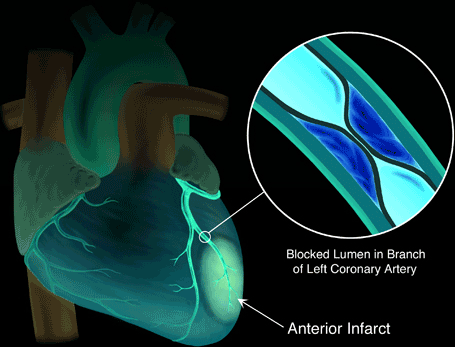 Blocked Lumen in Branch
of Left Coronary Artery
Anterior Infarct